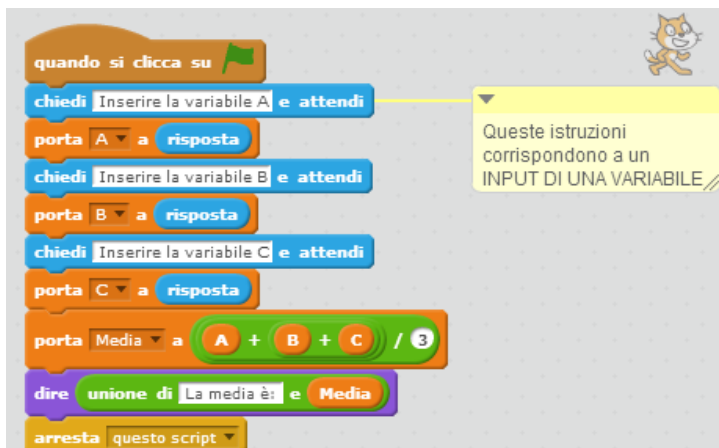 quando si clicca su
chiedi Inserire la variabile A e attendi
porta A a risposta
chiedi Inserire la variabile B e attendi
porta B a risposta
chiedi Inserire la variabile C e attendi
porta C a risposta
porta Media a A + B + C / 3
dire unione di La media è: e Media
arresta questo script
Queste istruzioni
corrispondono a un
INPUT DI UNA VARIABILE